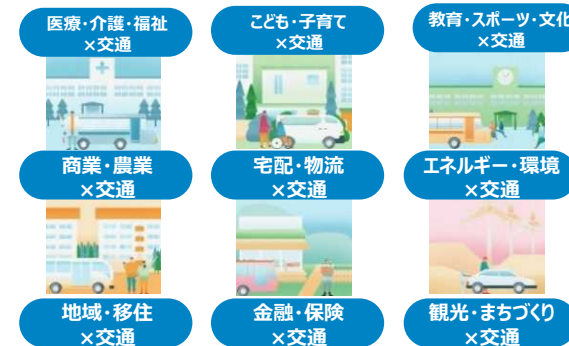 医療・介護・福祉
×交通
こども・子育て
×交通
教育・スポーツ・文化
×交通
商業・農業
×交通
宅配・物流
×交通
エネルギー・環境
×交通
地域・移住
×交通
金融・保険
×交通
観光・まちづくり
×交通